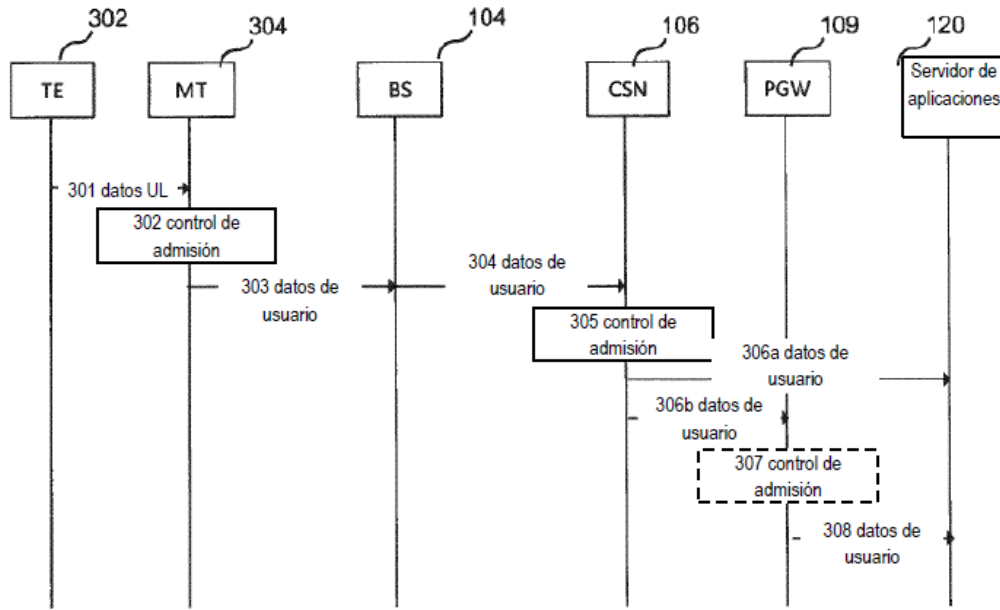 302
304
104
106
109
120
TE
MT
BS
CSN
PGW
Servidor de
aplicaciones
301 datos UL
302 control de
admisión
303 datos de
usuario
304 datos de
usuario
305 control de
admisión
306a datos de
usuario
306b datos de
usuario
307 control de
admisión
308 datos de
usuario